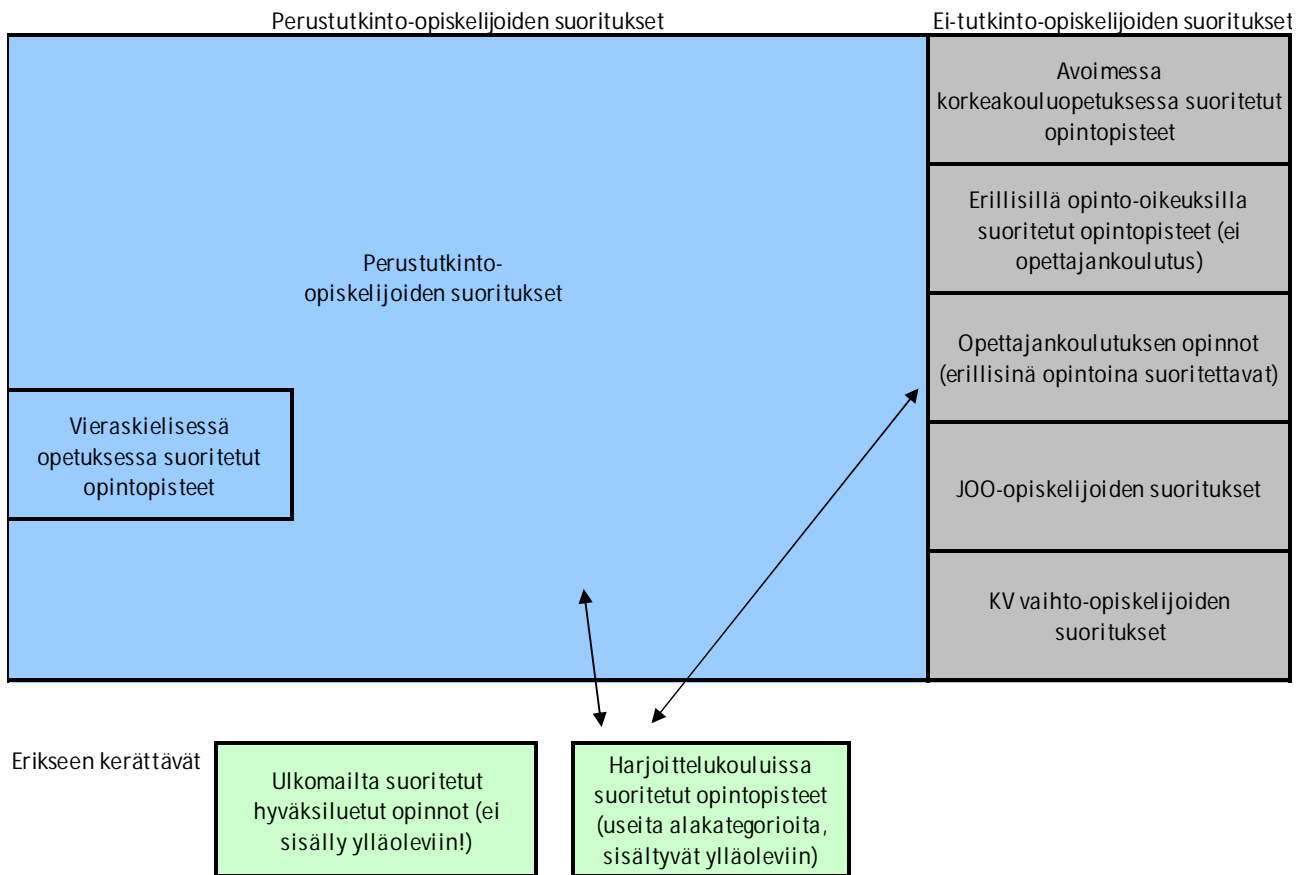 Perustutkinto-opiskelijoiden suoritukset
Ei-tutkinto-opiskelijoiden suoritukset
Perustutkinto-
opiskelijoiden suoritukset
Vieraskielisessä
opetuksessa suoritetut
opintopisteet
Avoimessa
korkeakouluopetuksessa suoritetut
opintopisteet
Erillisillä opinto-oikeuksilla
suoritetut opintopisteet (ei
opettajankoulutus)
Opettajankoulutuksen opinnot
(erillisinä opintoina suoritettavat)
JOO-opiskelijoiden suoritukset
KV vaihto-opiskelijoiden
suoritukset
Erikseen kerättävät
Ulkomailta suoritetut
hyväksiluetut opinnot (ei
sisälly ylläoleviin!)
Harjoittelukouluissa
suoritetut opintopisteet
(useita alakategorioita,
sisältyvät ylläoleviin)